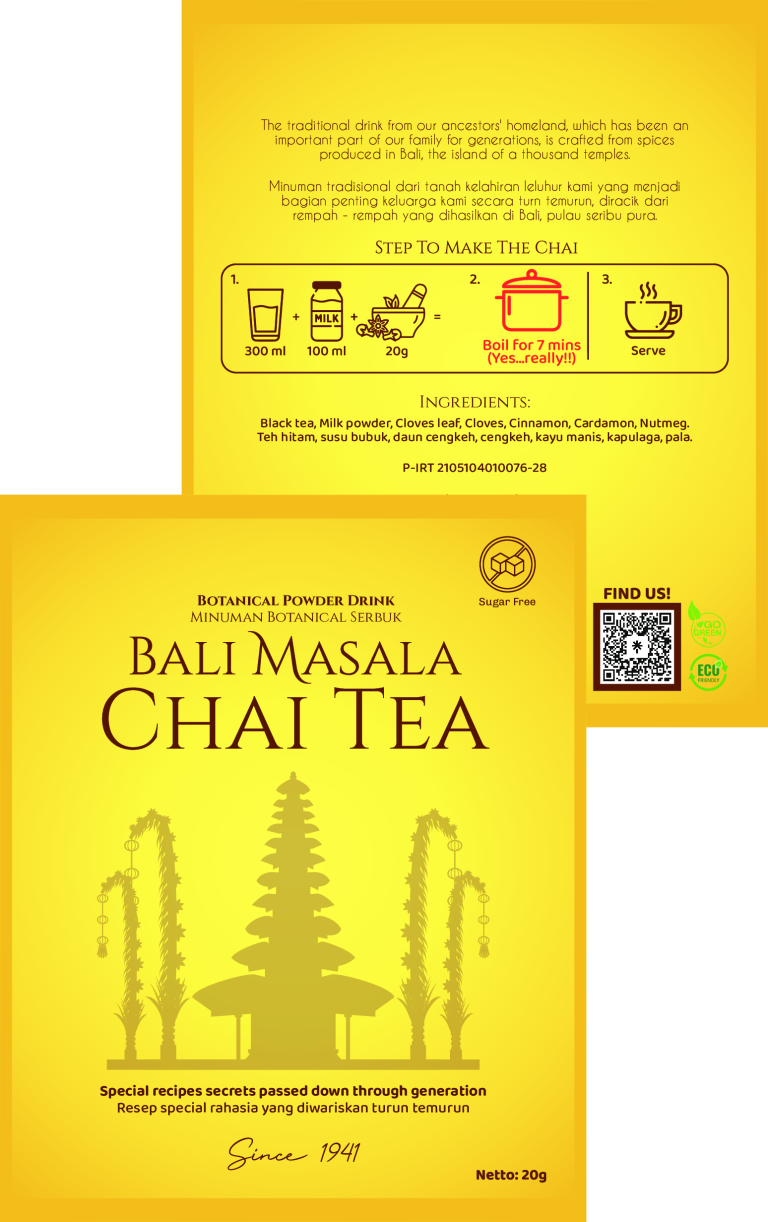 The traditional drink from our ancestors' homeland, which has been an
important part of our family for generations, is crafted from spices
produced in Bali, the island of a thousand temples.
Minuman tradisional dari tanah kelahiran leluhur kami yang menjadi
bagian penting keluarga kami secara turn temurun, diracik dari
rempah - rempah yang dihasilkan di Bali, pulau seribu pura.
Step To Make The Chai
1.
MILK
+ + =
300 ml 100 ml 20g
2.
Boil for 7 mins
(Yes...really!!)
3.
Serve
Ingredients:
Black tea, Milk powder, Cloves leaf, Cloves, Cinnamon, Cardamon, Nutmeg.
Teh hitam, susu bubuk, daun cengkeh, cengkeh, kayu manis, kapulaga, pala.
P-IRT 2105104010076-28
FIND US!
GO
GREEN
ECO
FRIENDLY
Sugar Free
Botanical Powder Drink
Minuman Botanical Serbuk
Bali Masala
Chai Tea
Special recipes secrets passed down through generation
Resep special rahasia yang diwariskan turun temurun
Since 1941
Netto: 20g